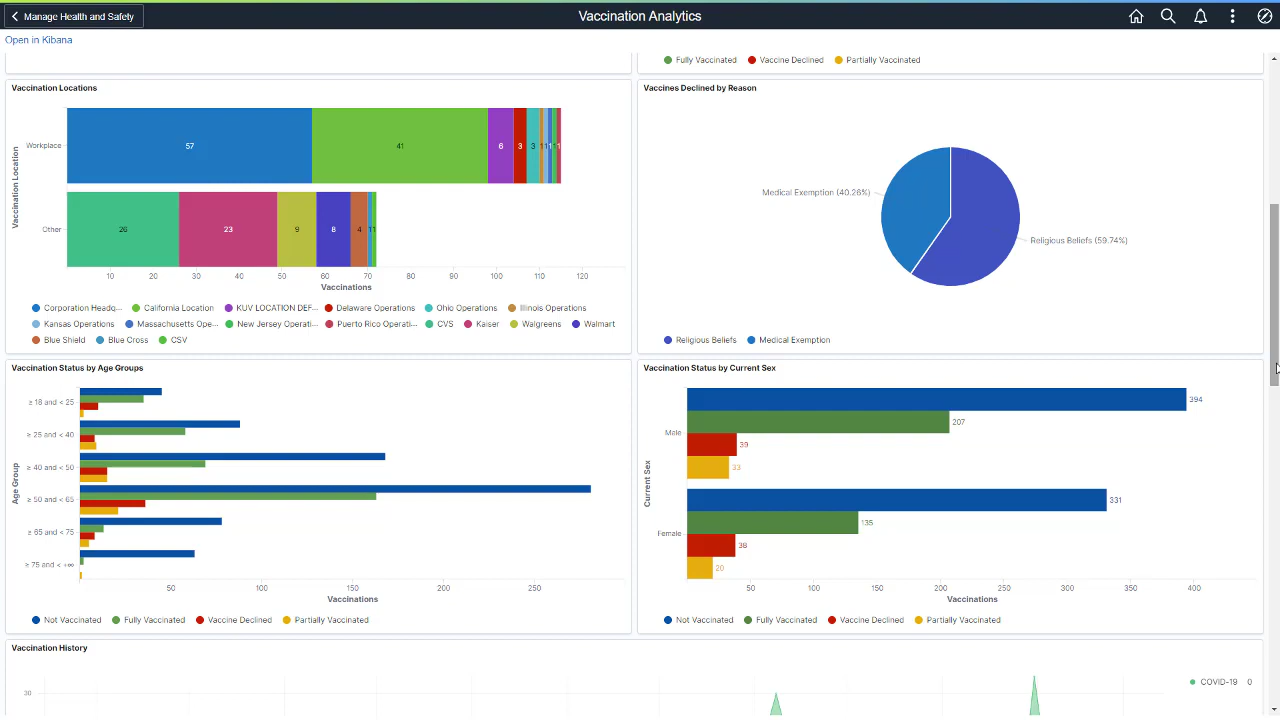 Manage Health and Safety
Vaccination Analytics
Open in Kibana
Fully Vaccinated Vaccine Declined Partially Vaccinated
Vaccination Locations
Vaccination Location
Workplace
57 41 6 3 3 1 1 1 1
Other
26 23 9 8 4 1 1
10 20 30 40 50 60 70 80 90 100 110 120
Vaccinations
Corporation Headq... California Location KUV LOCATION DEF... Delaware Operations Ohio Operations Illinois Operations
Kansas Operations Massachusetts Ope... New Jersey Operati... Puerto Rico Operati... CVS Kaiser Walgreens Walmart
Blue Shield Blue Cross CSV
Vaccines Declined by Reason
Medical Exemption (40.26%)
Religious Beliefs (59.74%)
Religious Beliefs Medical Exemption
Vaccination Status by Age Groups
Age Group
≥ 18 and < 25
≥ 25 and < 40
≥ 40 and < 50
≥ 50 and < 65
≥ 65 and < 75
≥ 75 and < +∞
50 100 150 200 250
Vaccinations
Not Vaccinated Fully Vaccinated Vaccine Declined Partially Vaccinated
Vaccination Status by Current Sex
Current Sex
Male
394
207
39
33
Female
331
135
38
20
50 100 150 200 250 300 350 400
Vaccinations
Not Vaccinated Fully Vaccinated Vaccine Declined Partially Vaccinated
Vaccination History
30
COVID-19 0